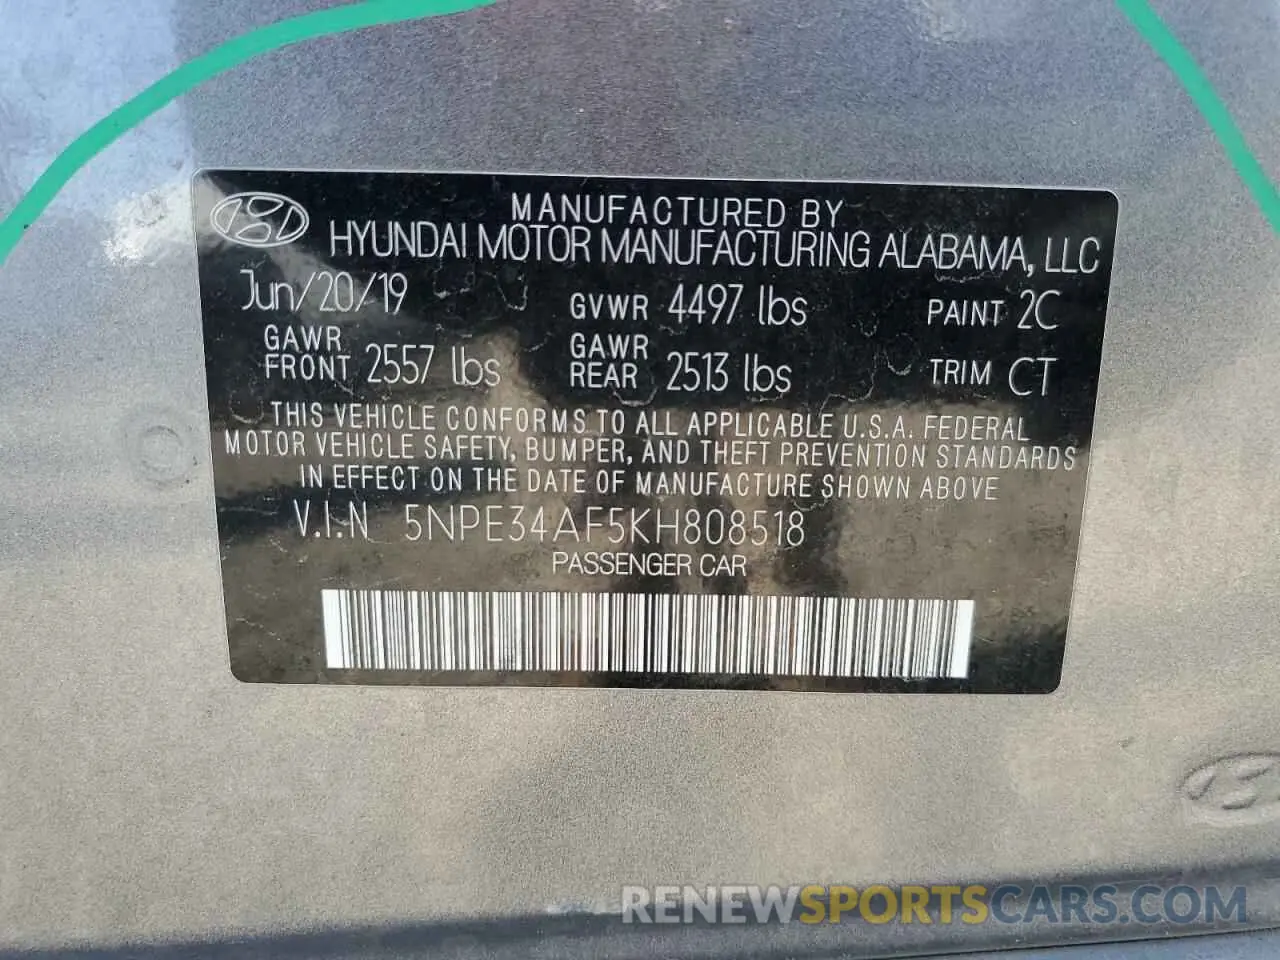 MANUFACTURED BY
HYUNDAI MOTOR MANUFACTURING ALABAMA, LLC
Jun/20/19 GVWR 4497 lbs PAINT 2C
GAWR FRONT 2557 lbs GAWR REAR 2513 lbs TRIM CT
THIS VEHICLE CONFORMS TO ALL APPLICABLE U.S.A. FEDERAL
MOTOR VEHICLE SAFETY, BUMPER, AND THEFT PREVENTION STANDARDS
IN EFFECT ON THE DATE OF MANUFACTURE SHOWN ABOVE
V.I.N 5NPE34AF5KH808518
PASSENGER CAR
RENEWSPORTSCARS.COM